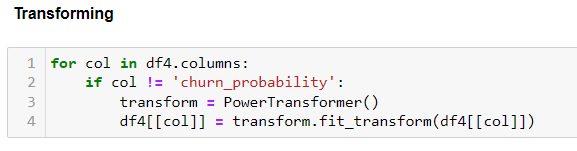 Transforming
1 for col in df4.columns:
2     if col != 'churn_probability':
3         transform = PowerTransformer()
4         df4[[col]] = transform.fit_transform(df4[[col]])